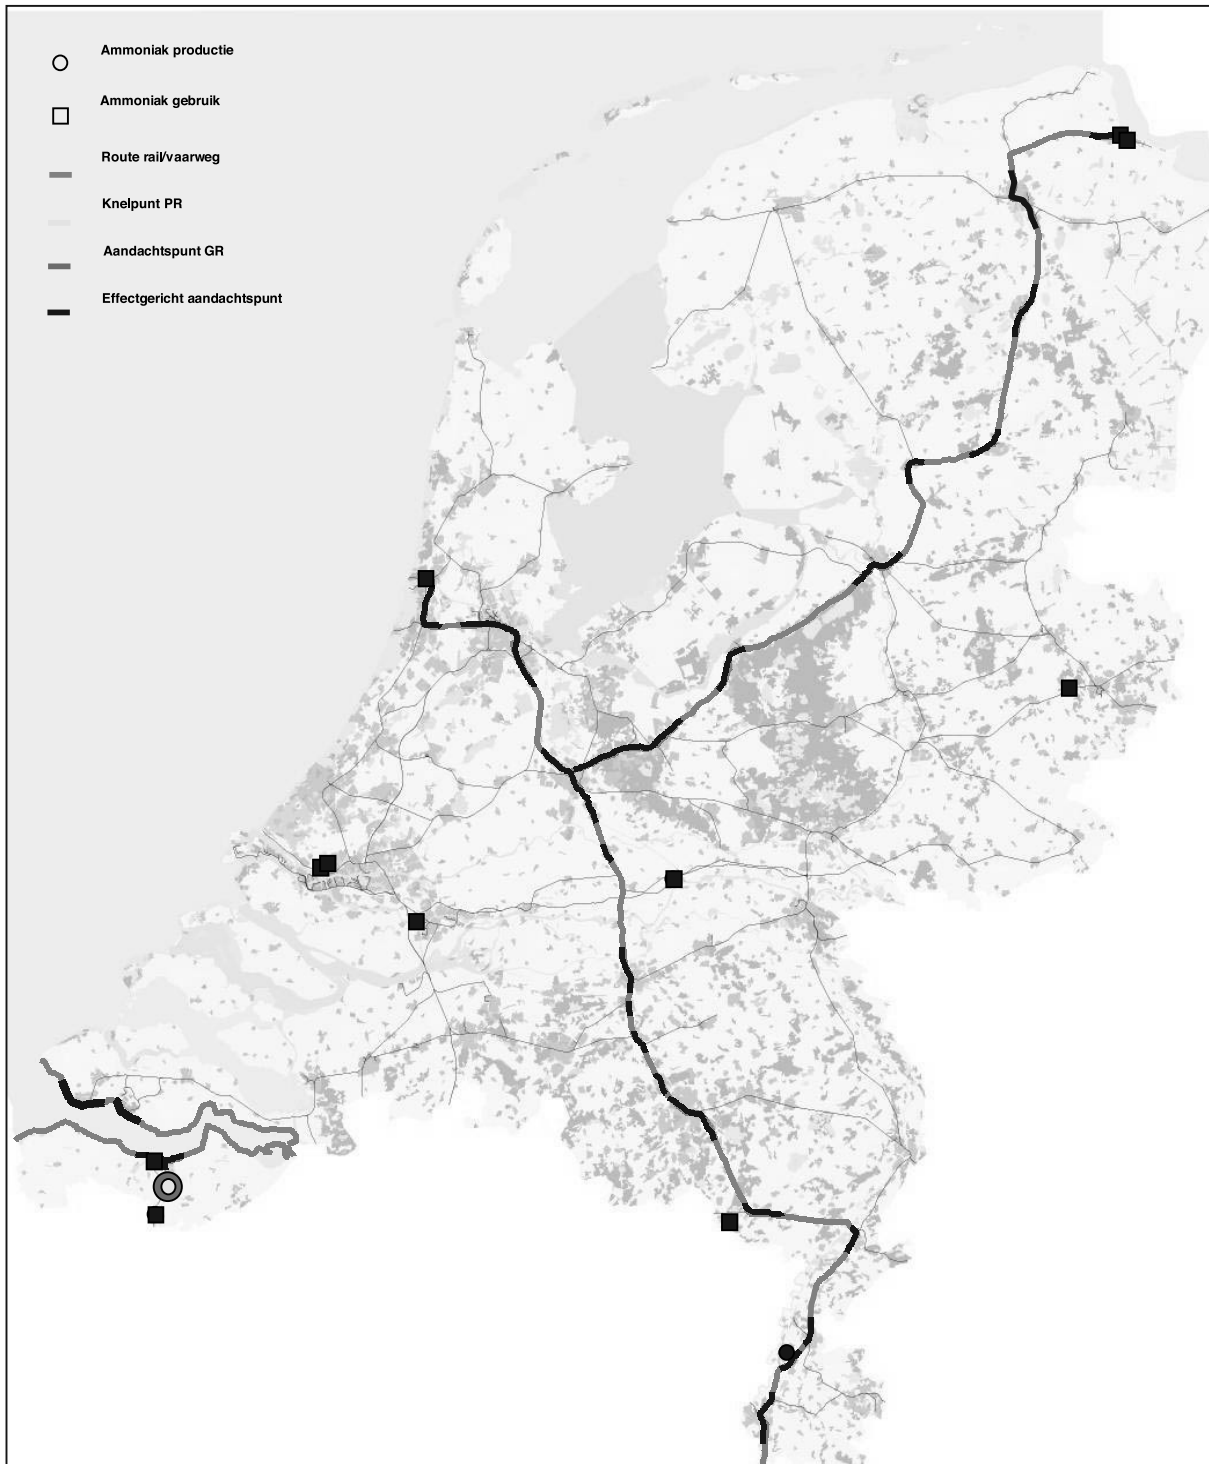 Ammoniak productie
Ammoniak gebruik
Route rail/vaarweg
Knelpunt PR
Aandachtspunt GR
Effectgericht aandachtspunt